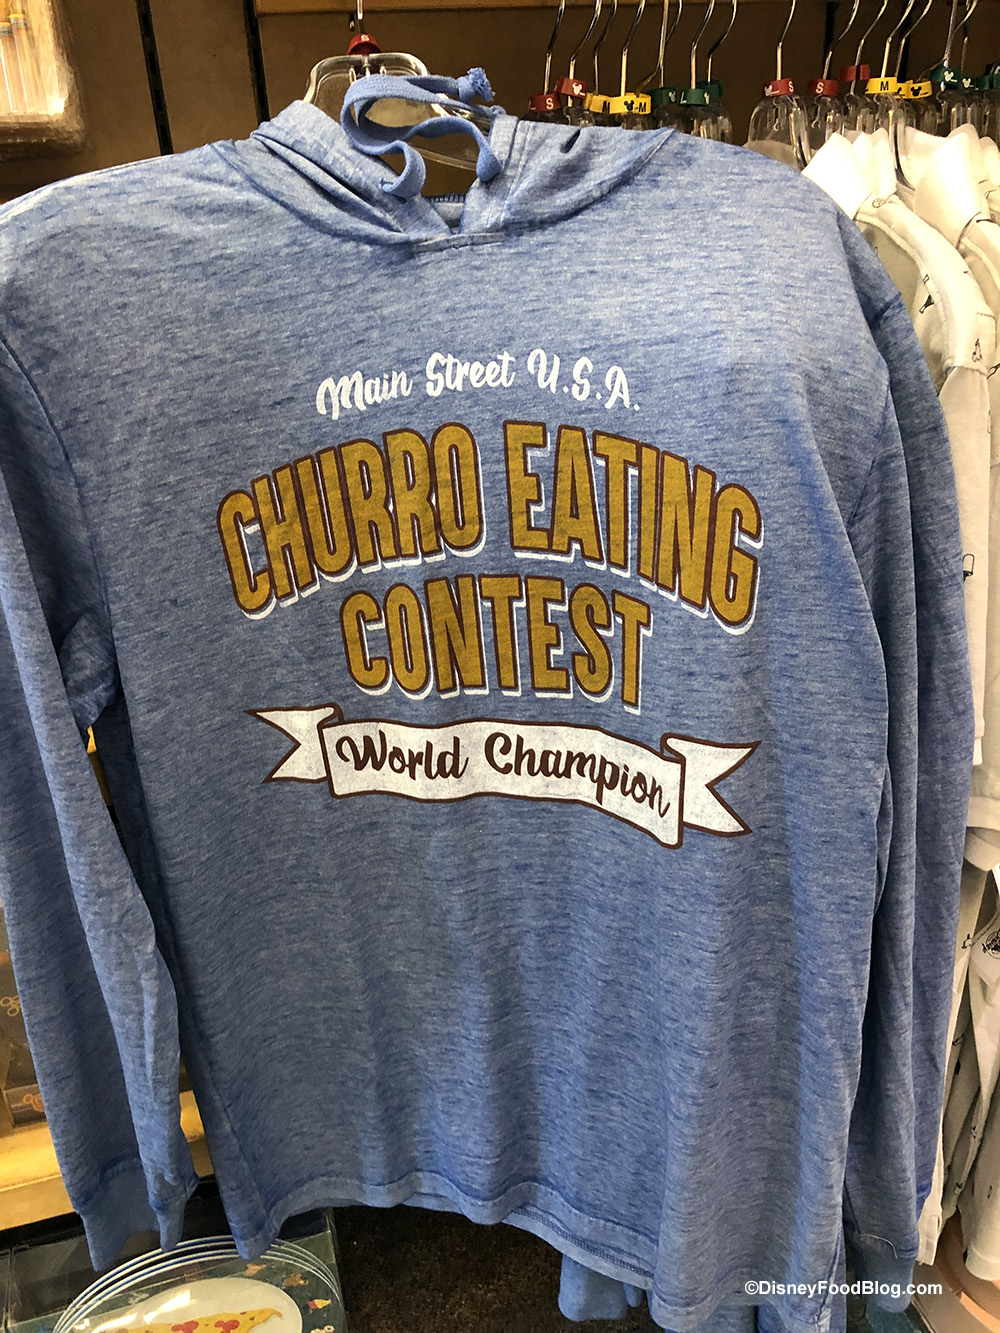 S
S
M
M
L
S
S
M
Main Street U.S.A.
CHURRO EATING
CONTEST
World Champion
©DisneyFoodBlog.com